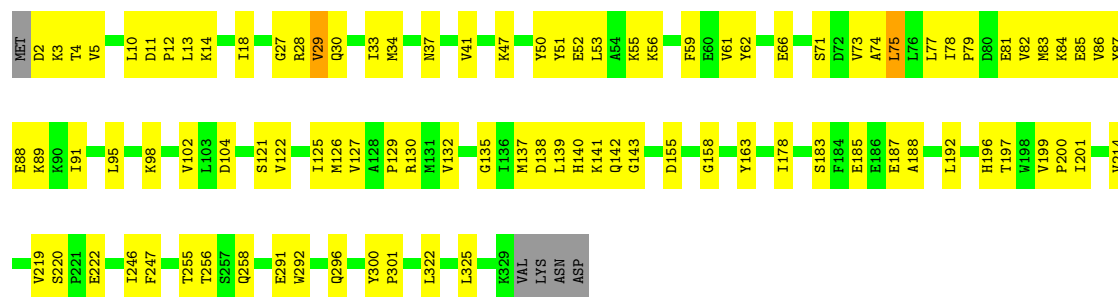 MET D2 K3 T4 V5 L10 D11 P12 L13 K14 I18 G27 R28 V29 Q30 I33 M34 N37 V41 K47 Y50 Y51 E52 L53 A54 K55 K56 F59 E60 V61 Y62 E66 S71 D72 V73 A74 L75 L76 L77 I78 P79 D80 E81 V82 M83 K84 E85 V86
E88 K89 K90 I91 L95 K98 V102 L103 D104 S121 V122 I125 M126 V127 A128 P129 R130 M131 V132 G135 I136 M137 D138 L139 H140 K141 Q142 G143 D155 G158 Y163 I178 S183 F184 E185 E186 E187 A188 L192 H196 T197 W198 V199 P200 I201
V219 S220 P221 E222 I246 F247 T255 T256 S257 Q258 E291 W292 Q296 Y300 P301 L322 L325 K329 VAL LYS ASN ASP